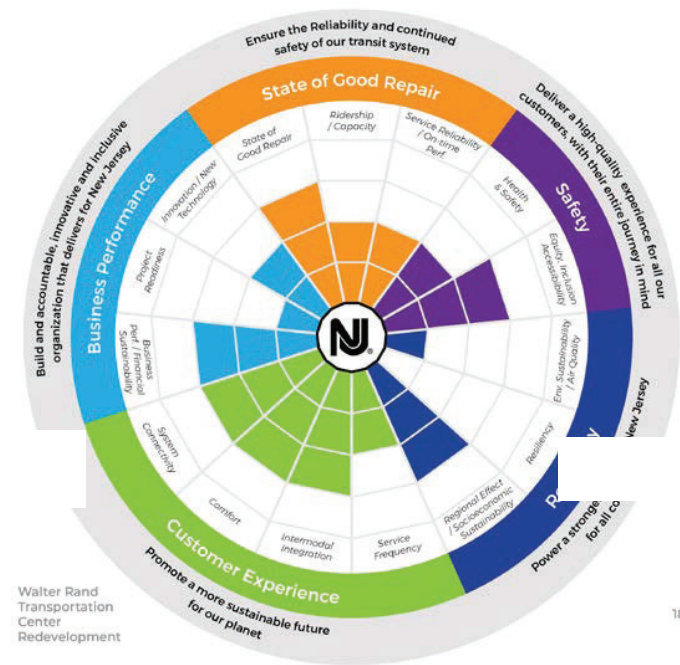 Ensure the Reliability and continued
safety of our transit system
State of Good Repair
Deliver a high-quality experience for all our
customers, with their entire journey in mind
Safety
Build and accountable, innovative and inclusive
organization that delivers for New Jersey
Business Performance
State of
Good Repair
Ridership
/ Capacity
Service Reliability
/ On-time
Perf.
Health
& Safety
Equity, Inclusion
Accessibility
Env. Sustainability
/ Air Quality
Resiliency
Regional Effect
/ Socioeconomic
Sustainability
Service
Frequency
Intermodal
Integration
Comfort
System
Connectivity
Business
Perf. / Financial
Sustainability
Project
Readiness
Innovation / New
Technology
NJ
Customer Experience
Promote a more sustainable future
for our planet
Power a
New Jersey
for all
Walter Rand
Transportation
Center
Redevelopment